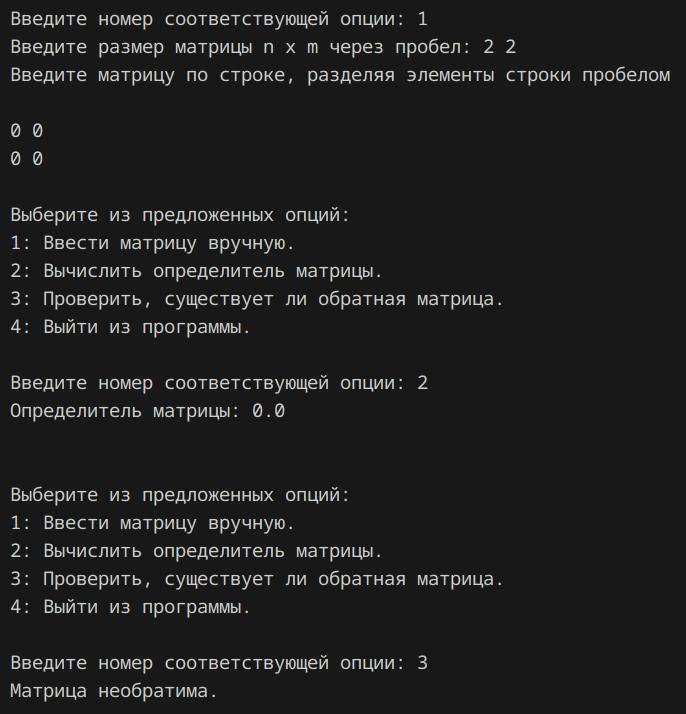 Введите номер соответствующей опции: 1
Введите размер матрицы n x m через пробел: 2 2
Введите матрицу по строке, разделяя элементы строки пробелом
0 0
0 0
Выберите из предложенных опций:
1: Ввести матрицу вручную.
2: Вычислить определитель матрицы.
3: Проверить, существует ли обратная матрица.
4: Выйти из программы.
Введите номер соответствующей опции: 2
Определитель матрицы: 0.0
Выберите из предложенных опций:
1: Ввести матрицу вручную.
2: Вычислить определитель матрицы.
3: Проверить, существует ли обратная матрица.
4: Выйти из программы.
Введите номер соответствующей опции: 3
Матрица необратима.